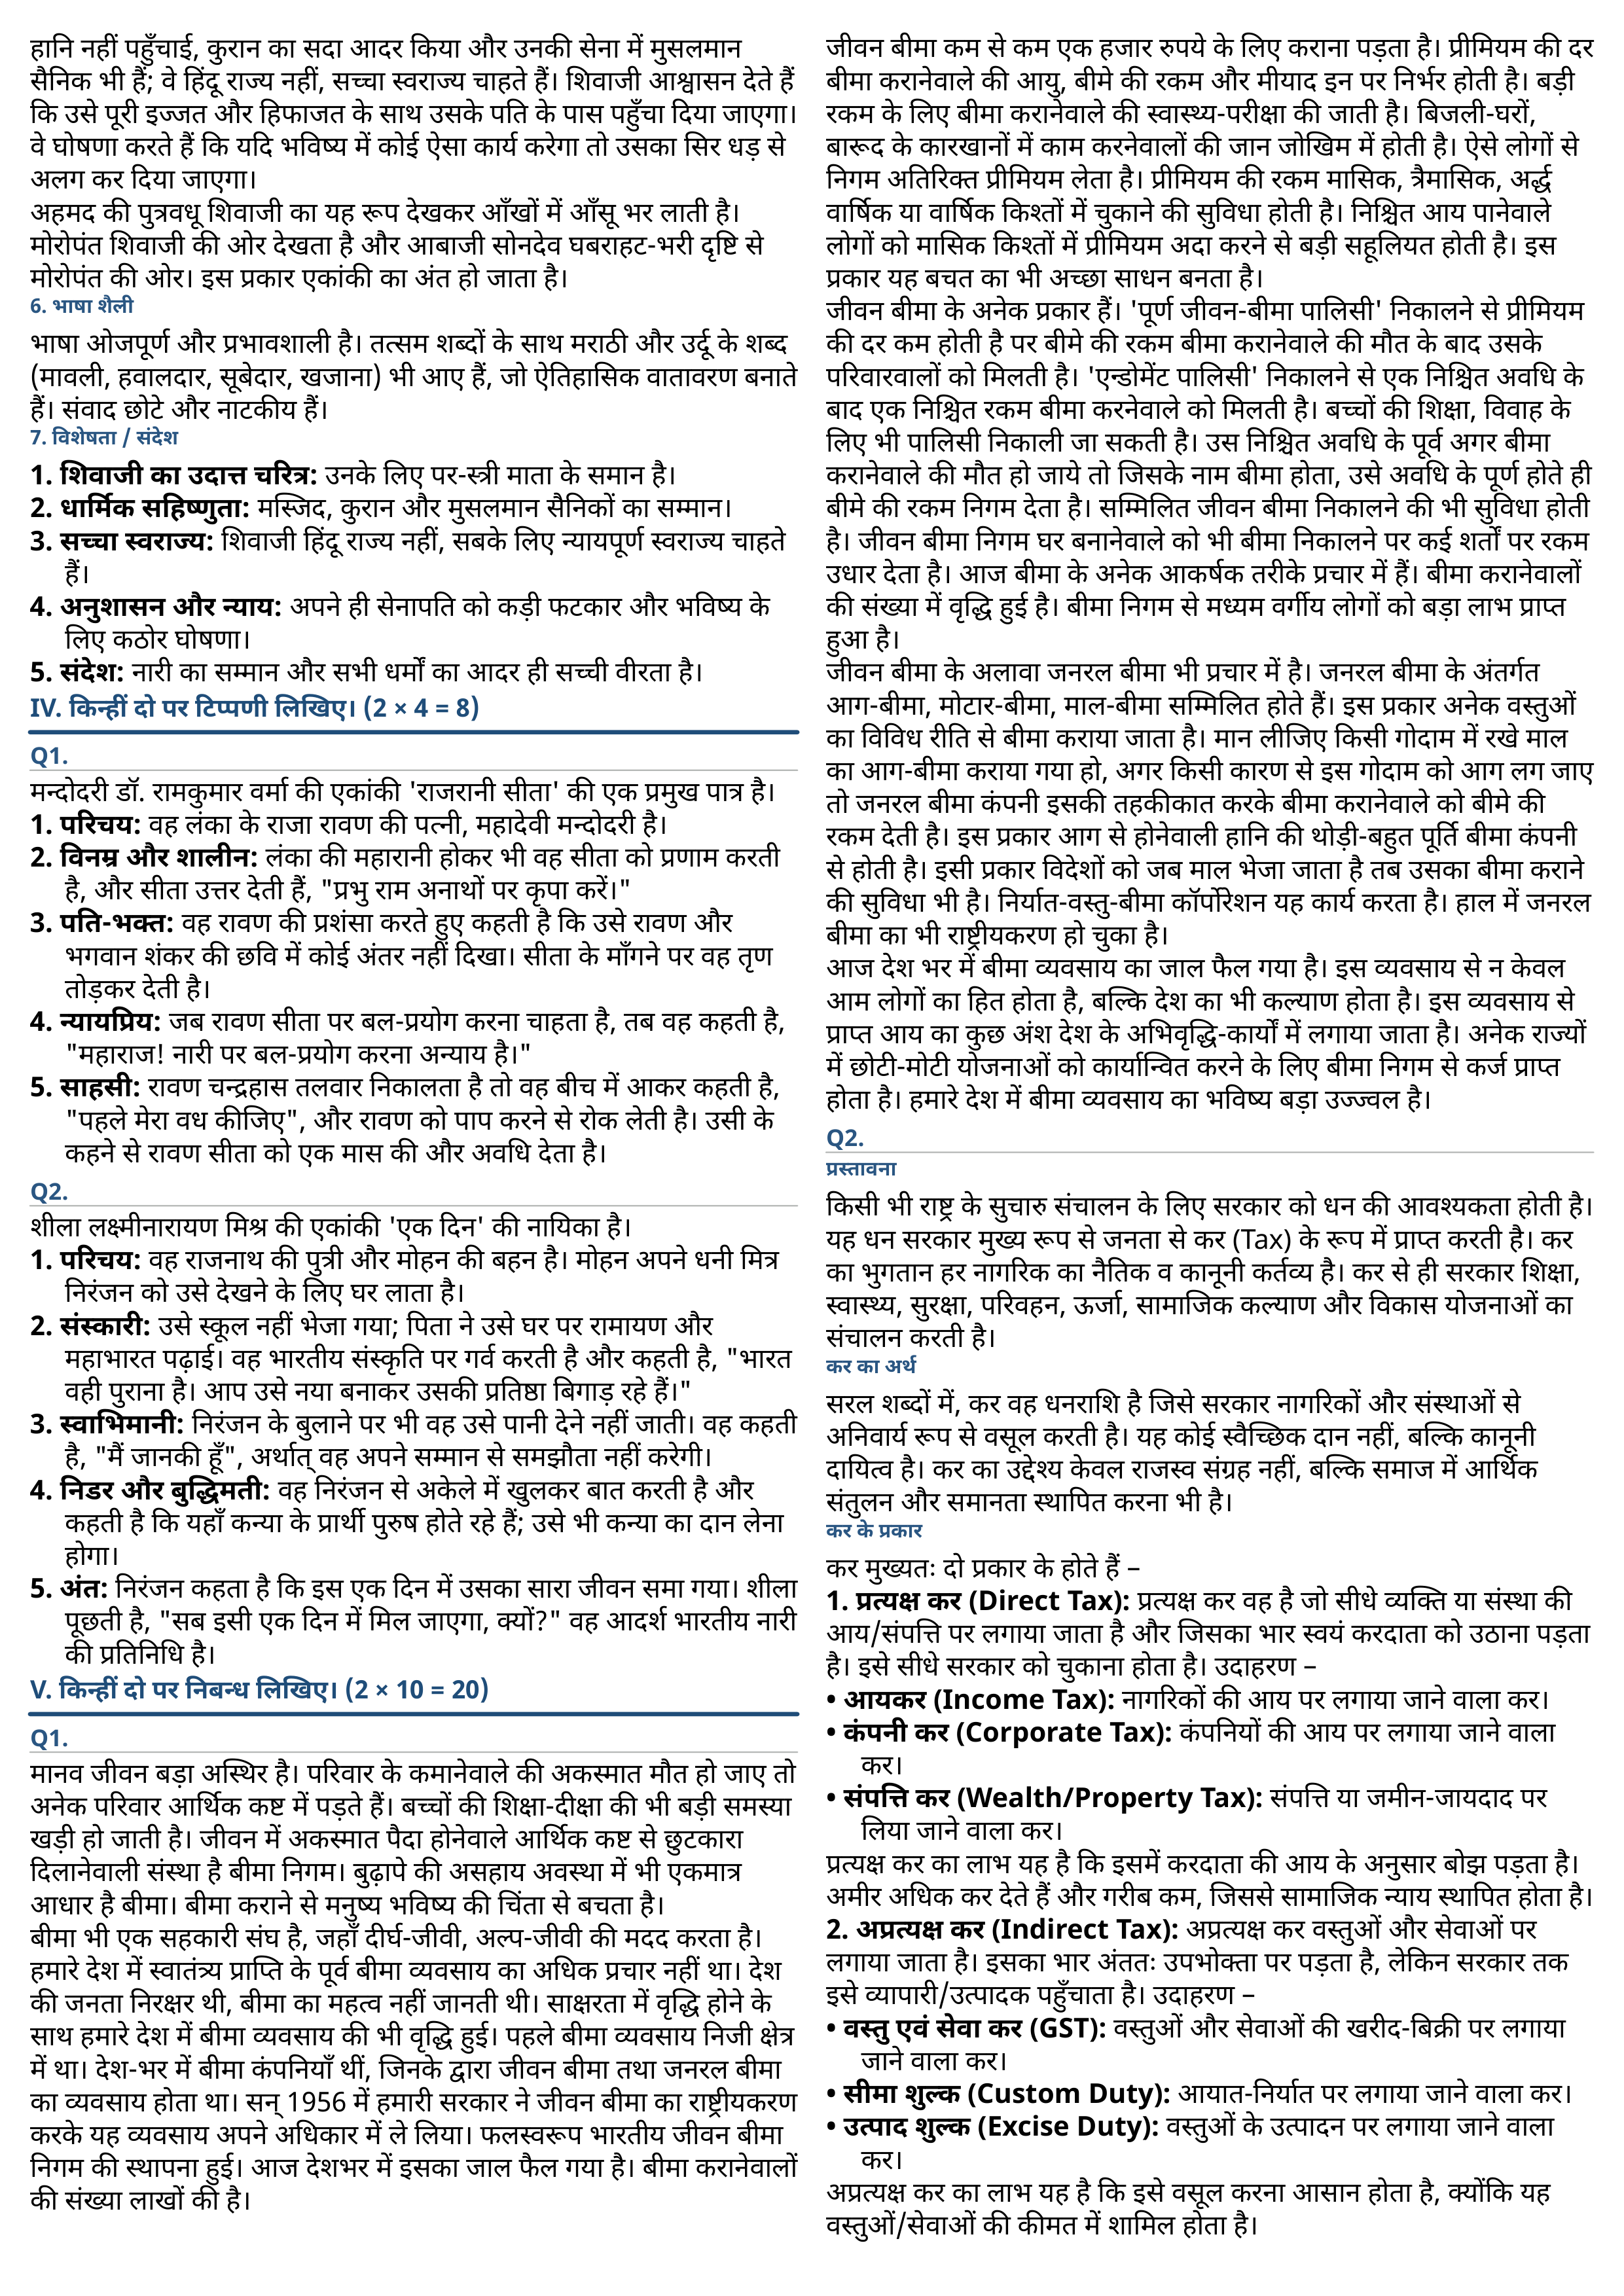 हानि नहीं पहुँचाई, कुरान का सदा आदर किया और उनकी सेना में मुसलमान
सैनिक भी हैं; वे हिंदू राज्य नहीं, सच्चा स्वराज्य चाहते हैं। शिवाजी आश्वासन देते हैं
कि उसे पूरी इज्जत और हिफाजत के साथ उसके पति के पास पहुँचा दिया जाएगा।
वे घोषणा करते हैं कि यदि भविष्य में कोई ऐसा कार्य करेगा तो उसका सिर धड़ से
अलग कर दिया जाएगा।
अहमद की पुत्रवधू शिवाजी का यह रूप देखकर आँखों में आँसू भर लाती है।
मोरोपंत शिवाजी की ओर देखता है और आबाजी सोनदेव घबराहट-भरी दृष्टि से
मोरोपंत की ओर। इस प्रकार एकांकी का अंत हो जाता है।
6. भाषा शैली
भाषा ओजपूर्ण और प्रभावशाली है। तत्सम शब्दों के साथ मराठी और उर्दू के शब्द
(मावली, हवालदार, सूबेदार, खजाना) भी आए हैं, जो ऐतिहासिक वातावरण बनाते
हैं। संवाद छोटे और नाटकीय हैं।
7. विशेषता / संदेश
1. शिवाजी का उदात्त चरित्र: उनके लिए पर-स्त्री माता के समान है।
2. धार्मिक सहिष्णुता: मस्जिद, कुरान और मुसलमान सैनिकों का सम्मान।
3. सच्चा स्वराज्य: शिवाजी हिंदू राज्य नहीं, सबके लिए न्यायपूर्ण स्वराज्य चाहते
हैं।
4. अनुशासन और न्याय: अपने ही सेनापति को कड़ी फटकार और भविष्य के
लिए कठोर घोषणा।
5. संदेश: नारी का सम्मान और सभी धर्मों का आदर ही सच्ची वीरता है।
IV. किन्हीं दो पर टिप्पणी लिखिए। (2 × 4 = 8)
Q1.
मन्दोदरी डॉ. रामकुमार वर्मा की एकांकी 'राजरानी सीता' की एक प्रमुख पात्र है।
1. परिचय: वह लंका के राजा रावण की पत्नी, महादेवी मन्दोदरी है।
2. विनम्र और शालीन: लंका की महारानी होकर भी वह सीता को प्रणाम करती
है, और सीता उत्तर देती हैं, "प्रभु राम अनाथों पर कृपा करें।"
3. पति-भक्त: वह रावण की प्रशंसा करते हुए कहती है कि उसे रावण और
भगवान शंकर की छवि में कोई अंतर नहीं दिखा। सीता के माँगने पर वह तृण
तोड़कर देती है।
4. न्यायप्रिय: जब रावण सीता पर बल-प्रयोग करना चाहता है, तब वह कहती है,
"महाराज! नारी पर बल-प्रयोग करना अन्याय है।"
5. साहसी: रावण चन्द्रहास तलवार निकालता है तो वह बीच में आकर कहती है,
"पहले मेरा वध कीजिए", और रावण को पाप करने से रोक लेती है। उसी के
कहने से रावण सीता को एक मास की और अवधि देता है।
Q2.
शीला लक्ष्मीनारायण मिश्र की एकांकी 'एक दिन' की नायिका है।
1. परिचय: वह राजनाथ की पुत्री और मोहन की बहन है। मोहन अपने धनी मित्र
निरंजन को उसे देखने के लिए घर लाता है।
2. संस्कारी: उसे स्कूल नहीं भेजा गया; पिता ने उसे घर पर रामायण और
महाभारत पढ़ाई। वह भारतीय संस्कृति पर गर्व करती है और कहती है, "भारत
वही पुराना है। आप उसे नया बनाकर उसकी प्रतिष्ठा बिगाड़ रहे हैं।"
3. स्वाभिमानी: निरंजन के बुलाने पर भी वह उसे पानी देने नहीं जाती। वह कहती
है, "मैं जानकी हूँ", अर्थात् वह अपने सम्मान से समझौता नहीं करेगी।
4. निडर और बुद्धिमती: वह निरंजन से अकेले में खुलकर बात करती है और
कहती है कि यहाँ कन्या के प्रार्थी पुरुष होते रहे हैं; उसे भी कन्या का दान लेना
होगा।
5. अंत: निरंजन कहता है कि इस एक दिन में उसका सारा जीवन समा गया। शीला
पूछती है, "सब इसी एक दिन में मिल जाएगा, क्यों?" वह आदर्श भारतीय नारी
की प्रतिनिधि है।
V. किन्हीं दो पर निबन्ध लिखिए। (2 × 10 = 20)
Q1.
मानव जीवन बड़ा अस्थिर है। परिवार के कमानेवाले की अकस्मात मौत हो जाए तो
अनेक परिवार आर्थिक कष्ट में पड़ते हैं। बच्चों की शिक्षा-दीक्षा की भी बड़ी समस्या
खड़ी हो जाती है। जीवन में अकस्मात पैदा होनेवाले आर्थिक कष्ट से छुटकारा
दिलानेवाली संस्था है बीमा निगम। बुढ़ापे की असहाय अवस्था में भी एकमात्र
आधार है बीमा। बीमा कराने से मनुष्य भविष्य की चिंता से बचता है।
बीमा भी एक सहकारी संघ है, जहाँ दीर्घ-जीवी, अल्प-जीवी की मदद करता है।
हमारे देश में स्वातंत्र्य प्राप्ति के पूर्व बीमा व्यवसाय का अधिक प्रचार नहीं था। देश
की जनता निरक्षर थी, बीमा का महत्व नहीं जानती थी। साक्षरता में वृद्धि होने के
साथ हमारे देश में बीमा व्यवसाय की भी वृद्धि हुई। पहले बीमा व्यवसाय निजी क्षेत्र
में था। देश-भर में बीमा कंपनियाँ थीं, जिनके द्वारा जीवन बीमा तथा जनरल बीमा
का व्यवसाय होता था। सन् 1956 में हमारी सरकार ने जीवन बीमा का राष्ट्रीयकरण
करके यह व्यवसाय अपने अधिकार में ले लिया। फलस्वरूप भारतीय जीवन बीमा
निगम की स्थापना हुई। आज देशभर में इसका जाल फैल गया है। बीमा करानेवालों
की संख्या लाखों की है।
जीवन बीमा कम से कम एक हजार रुपये के लिए कराना पड़ता है। प्रीमियम की दर
बीमा करानेवाले की आयु, बीमे की रकम और मीयाद इन पर निर्भर होती है। बड़ी
रकम के लिए बीमा करानेवाले की स्वास्थ्य-परीक्षा की जाती है। बिजली-घरों,
बारूद के कारखानों में काम करनेवालों की जान जोखिम में होती है। ऐसे लोगों से
निगम अतिरिक्त प्रीमियम लेता है। प्रीमियम की रकम मासिक, त्रैमासिक, अर्द्ध
वार्षिक या वार्षिक किश्तों में चुकाने की सुविधा होती है। निश्चित आय पानेवाले
लोगों को मासिक किश्तों में प्रीमियम अदा करने से बड़ी सहूलियत होती है। इस
प्रकार यह बचत का भी अच्छा साधन बनता है।
जीवन बीमा के अनेक प्रकार हैं। 'पूर्ण जीवन-बीमा पालिसी' निकालने से प्रीमियम
की दर कम होती है पर बीमे की रकम बीमा करानेवाले की मौत के बाद उसके
परिवारवालों को मिलती है। 'एन्डोमेंट पालिसी' निकालने से एक निश्चित अवधि के
बाद एक निश्चित रकम बीमा करनेवाले को मिलती है। बच्चों की शिक्षा, विवाह के
लिए भी पालिसी निकाली जा सकती है। उस निश्चित अवधि के पूर्व अगर बीमा
करानेवाले की मौत हो जाये तो जिसके नाम बीमा होता, उसे अवधि के पूर्ण होते ही
बीमे की रकम निगम देता है। सम्मिलित जीवन बीमा निकालने की भी सुविधा होती
है। जीवन बीमा निगम घर बनानेवाले को भी बीमा निकालने पर कई शर्तों पर रकम
उधार देता है। आज बीमा के अनेक आकर्षक तरीके प्रचार में हैं। बीमा करानेवालों
की संख्या में वृद्धि हुई है। बीमा निगम से मध्यम वर्गीय लोगों को बड़ा लाभ प्राप्त
हुआ है।
जीवन बीमा के अलावा जनरल बीमा भी प्रचार में है। जनरल बीमा के अंतर्गत
आग-बीमा, मोटार-बीमा, माल-बीमा सम्मिलित होते हैं। इस प्रकार अनेक वस्तुओं
का विविध रीति से बीमा कराया जाता है। मान लीजिए किसी गोदाम में रखे माल
का आग-बीमा कराया गया हो, अगर किसी कारण से इस गोदाम को आग लग जाए
तो जनरल बीमा कंपनी इसकी तहकीकात करके बीमा करानेवाले को बीमे की
रकम देती है। इस प्रकार आग से होनेवाली हानि की थोड़ी-बहुत पूर्ति बीमा कंपनी
से होती है। इसी प्रकार विदेशों को जब माल भेजा जाता है तब उसका बीमा कराने
की सुविधा भी है। निर्यात-वस्तु-बीमा कॉर्पोरेशन यह कार्य करता है। हाल में जनरल
बीमा का भी राष्ट्रीयकरण हो चुका है।
आज देश भर में बीमा व्यवसाय का जाल फैल गया है। इस व्यवसाय से न केवल
आम लोगों का हित होता है, बल्कि देश का भी कल्याण होता है। इस व्यवसाय से
प्राप्त आय का कुछ अंश देश के अभिवृद्धि-कार्यों में लगाया जाता है। अनेक राज्यों
में छोटी-मोटी योजनाओं को कार्यान्वित करने के लिए बीमा निगम से कर्ज प्राप्त
होता है। हमारे देश में बीमा व्यवसाय का भविष्य बड़ा उज्ज्वल है।
Q2.
प्रस्तावना
किसी भी राष्ट्र के सुचारु संचालन के लिए सरकार को धन की आवश्यकता होती है।
यह धन सरकार मुख्य रूप से जनता से कर (Tax) के रूप में प्राप्त करती है। कर
का भुगतान हर नागरिक का नैतिक व कानूनी कर्तव्य है। कर से ही सरकार शिक्षा,
स्वास्थ्य, सुरक्षा, परिवहन, ऊर्जा, सामाजिक कल्याण और विकास योजनाओं का
संचालन करती है।
कर का अर्थ
सरल शब्दों में, कर वह धनराशि है जिसे सरकार नागरिकों और संस्थाओं से
अनिवार्य रूप से वसूल करती है। यह कोई स्वैच्छिक दान नहीं, बल्कि कानूनी
दायित्व है। कर का उद्देश्य केवल राजस्व संग्रह नहीं, बल्कि समाज में आर्थिक
संतुलन और समानता स्थापित करना भी है।
कर के प्रकार
कर मुख्यतः दो प्रकार के होते हैं –
1. प्रत्यक्ष कर (Direct Tax): प्रत्यक्ष कर वह है जो सीधे व्यक्ति या संस्था की
आय/संपत्ति पर लगाया जाता है और जिसका भार स्वयं करदाता को उठाना पड़ता
है। इसे सीधे सरकार को चुकाना होता है। उदाहरण –
• आयकर (Income Tax): नागरिकों की आय पर लगाया जाने वाला कर।
• कंपनी कर (Corporate Tax): कंपनियों की आय पर लगाया जाने वाला
कर।
• संपत्ति कर (Wealth/Property Tax): संपत्ति या जमीन-जायदाद पर
लिया जाने वाला कर।
प्रत्यक्ष कर का लाभ यह है कि इसमें करदाता की आय के अनुसार बोझ पड़ता है।
अमीर अधिक कर देते हैं और गरीब कम, जिससे सामाजिक न्याय स्थापित होता है।
2. अप्रत्यक्ष कर (Indirect Tax): अप्रत्यक्ष कर वस्तुओं और सेवाओं पर
लगाया जाता है। इसका भार अंततः उपभोक्ता पर पड़ता है, लेकिन सरकार तक
इसे व्यापारी/उत्पादक पहुँचाता है। उदाहरण –
• वस्तु एवं सेवा कर (GST): वस्तुओं और सेवाओं की खरीद-बिक्री पर लगाया
जाने वाला कर।
• सीमा शुल्क (Custom Duty): आयात-निर्यात पर लगाया जाने वाला कर।
• उत्पाद शुल्क (Excise Duty): वस्तुओं के उत्पादन पर लगाया जाने वाला
कर।
अप्रत्यक्ष कर का लाभ यह है कि इसे वसूल करना आसान होता है, क्योंकि यह
वस्तुओं/सेवाओं की कीमत में शामिल होता है।